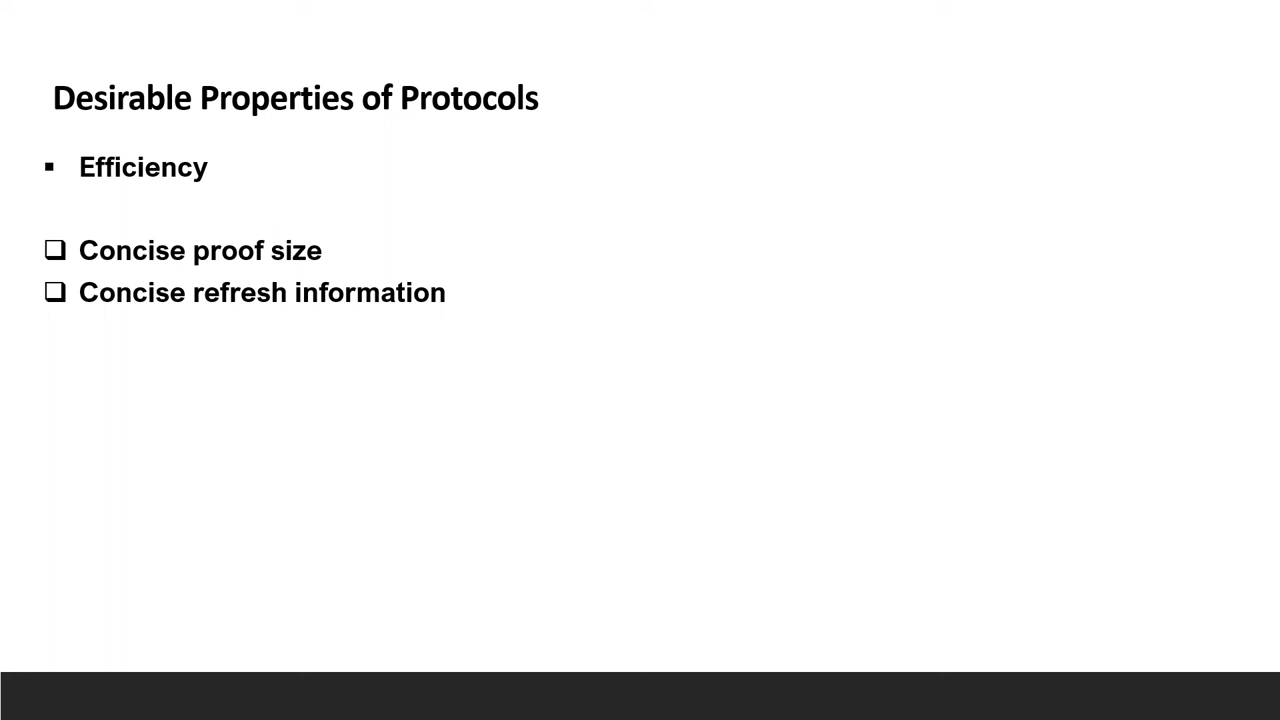 Desirable Properties of Protocols
▪ Efficiency
❑ Concise proof size
❑ Concise refresh information